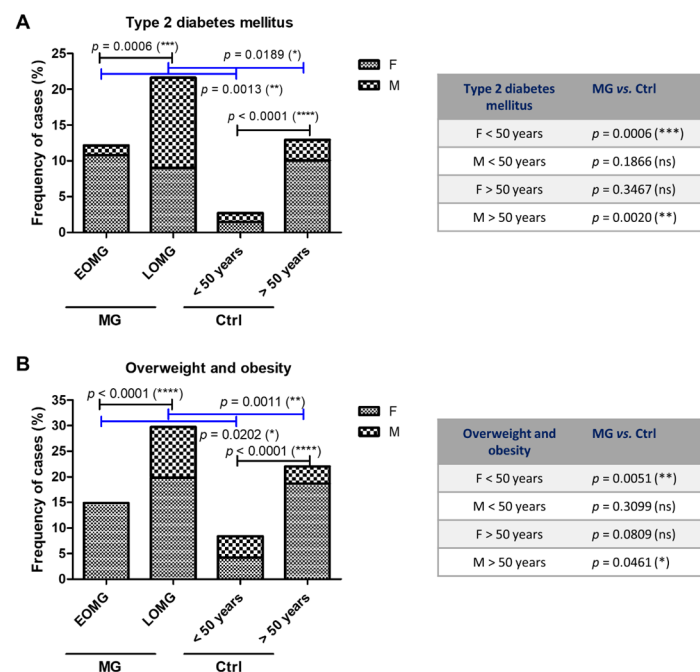 A
Type 2 diabetes mellitus
p = 0.0006 (***)
p = 0.0189 (*)
p = 0.0013 (**)
p < 0.0001 (****)
Frequency of cases (%)
25
20
15
10
5
0
EOMG
LOMG
< 50 years
> 50 years
MG
Ctrl
F
M
Type 2 diabetes mellitus MG vs. Ctrl
F < 50 years p = 0.0006 (***)
M < 50 years p = 0.1866 (ns)
F > 50 years p = 0.3467 (ns)
M > 50 years p = 0.0020 (**)
B
Overweight and obesity
p < 0.0001 (****)
p = 0.0011 (**)
p = 0.0202 (*)
p < 0.0001 (****)
Frequency of cases (%)
35
30
25
20
15
10
5
0
EOMG
LOMG
< 50 years
> 50 years
MG
Ctrl
F
M
Overweight and obesity MG vs. Ctrl
F < 50 years p = 0.0051 (**)
M < 50 years p = 0.3099 (ns)
F > 50 years p = 0.0809 (ns)
M > 50 years p = 0.0461 (*)